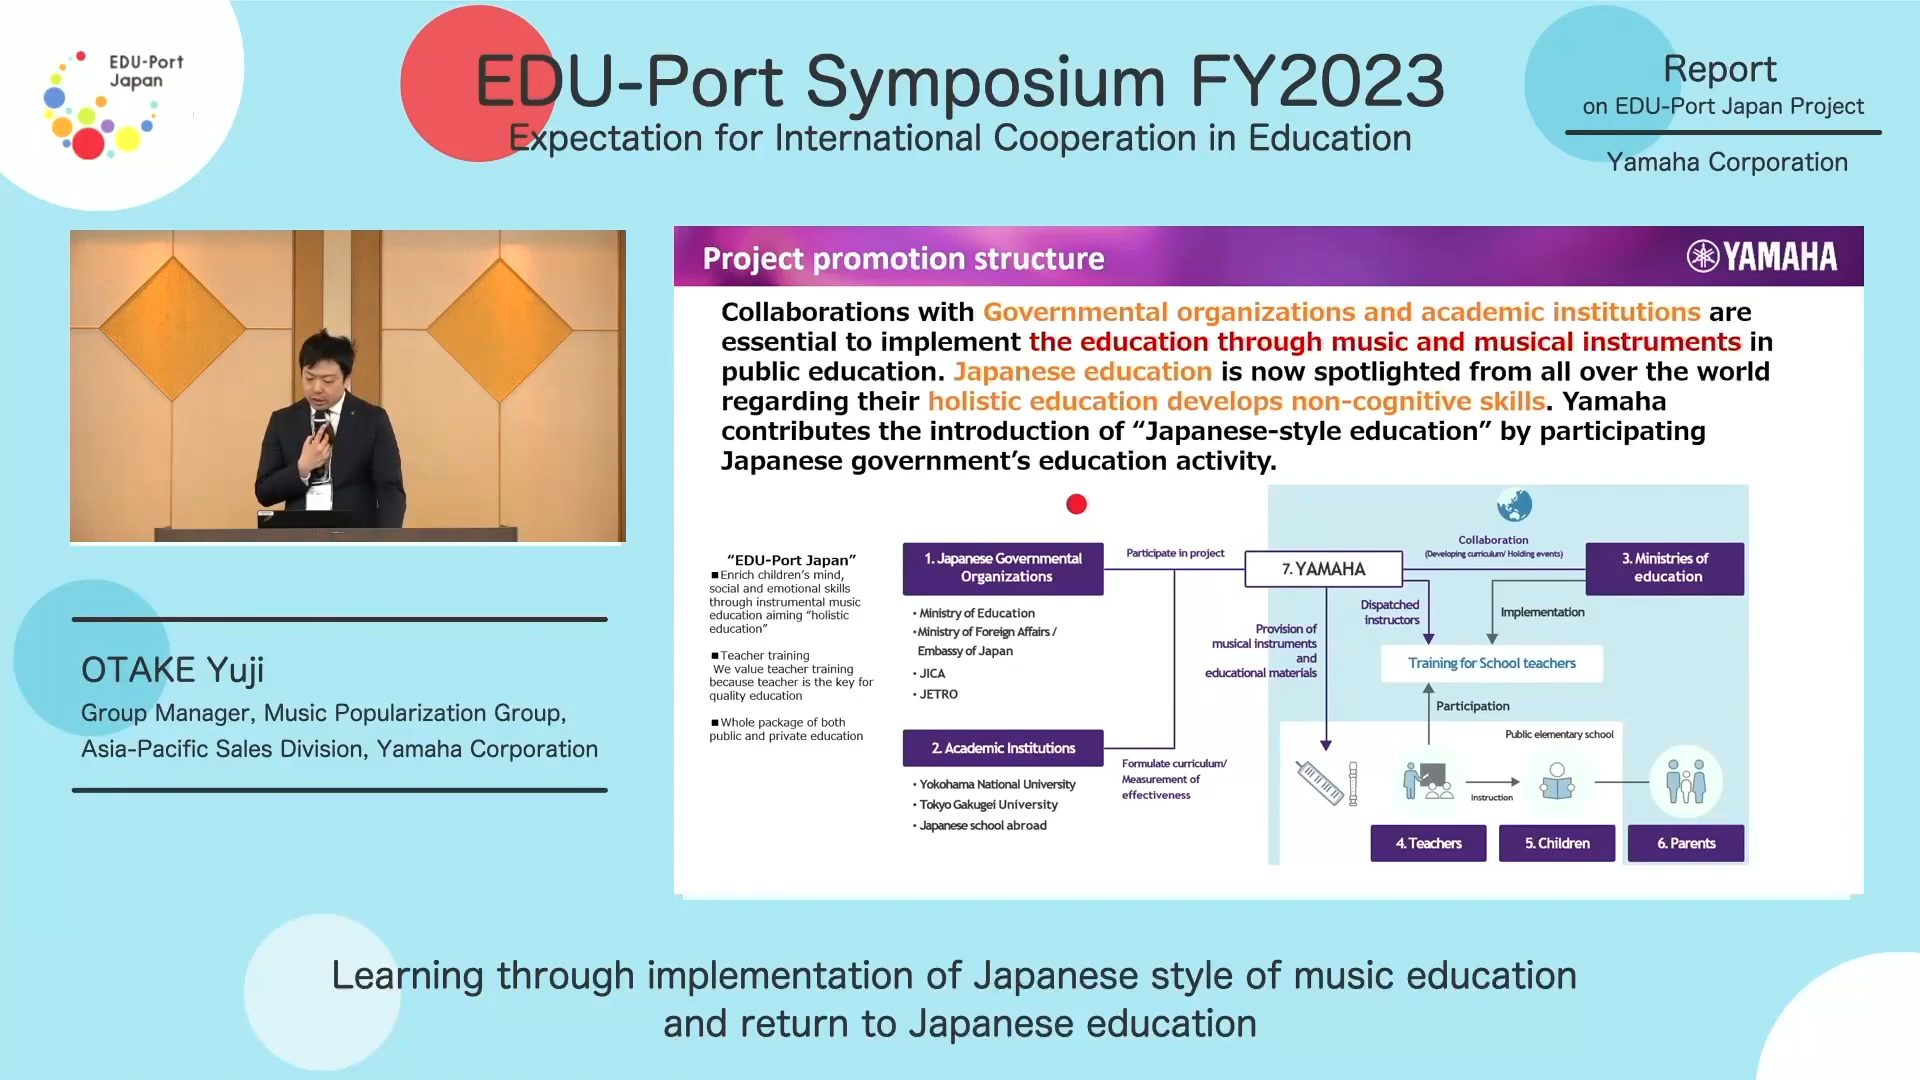 EDU-Port
Japan
EDU-Port Symposium FY2023
Expectation for International Cooperation in Education
Report
on EDU-Port Japan Project
Yamaha Corporation
OTAKE Yuji
Group Manager, Music Popularization Group,
Asia-Pacific Sales Division, Yamaha Corporation
Project promotion structure
YAMAHA
Collaborations with Governmental organizations and academic institutions are
essential to implement the education through music and musical instruments in
public education. Japanese education is now spotlighted from all over the world
regarding their holistic education develops non-cognitive skills. Yamaha
contributes the introduction of “Japanese-style education” by participating
Japanese government’s education activity.
“EDU-Port Japan”
■Enrich children’s mind,
social and emotional skills
through instrumental music
education aiming “holistic
education”
■Teacher training
We value teacher training
because teacher is the key for
quality education
■Whole package of both
public and private education
1. Japanese Governmental
Organizations
・Ministry of Education
・Ministry of Foreign Affairs /
Embassy of Japan
・JICA
・JETRO
2. Academic Institutions
・Yokohama National University
・Tokyo Gakugei University
・Japanese school abroad
Participate in project
Formulate curriculum/
Measurement of
effectiveness
7. YAMAHA
Collaboration
(Developing curriculum/ Holding events)
3. Ministries of
education
Dispatched
instructors
Implementation
Provision of
musical instruments
and
educational materials
Training for School teachers
Participation
Public elementary school
Instruction
4. Teachers
5. Children
6. Parents
Learning through implementation of Japanese style of music education
and return to Japanese education